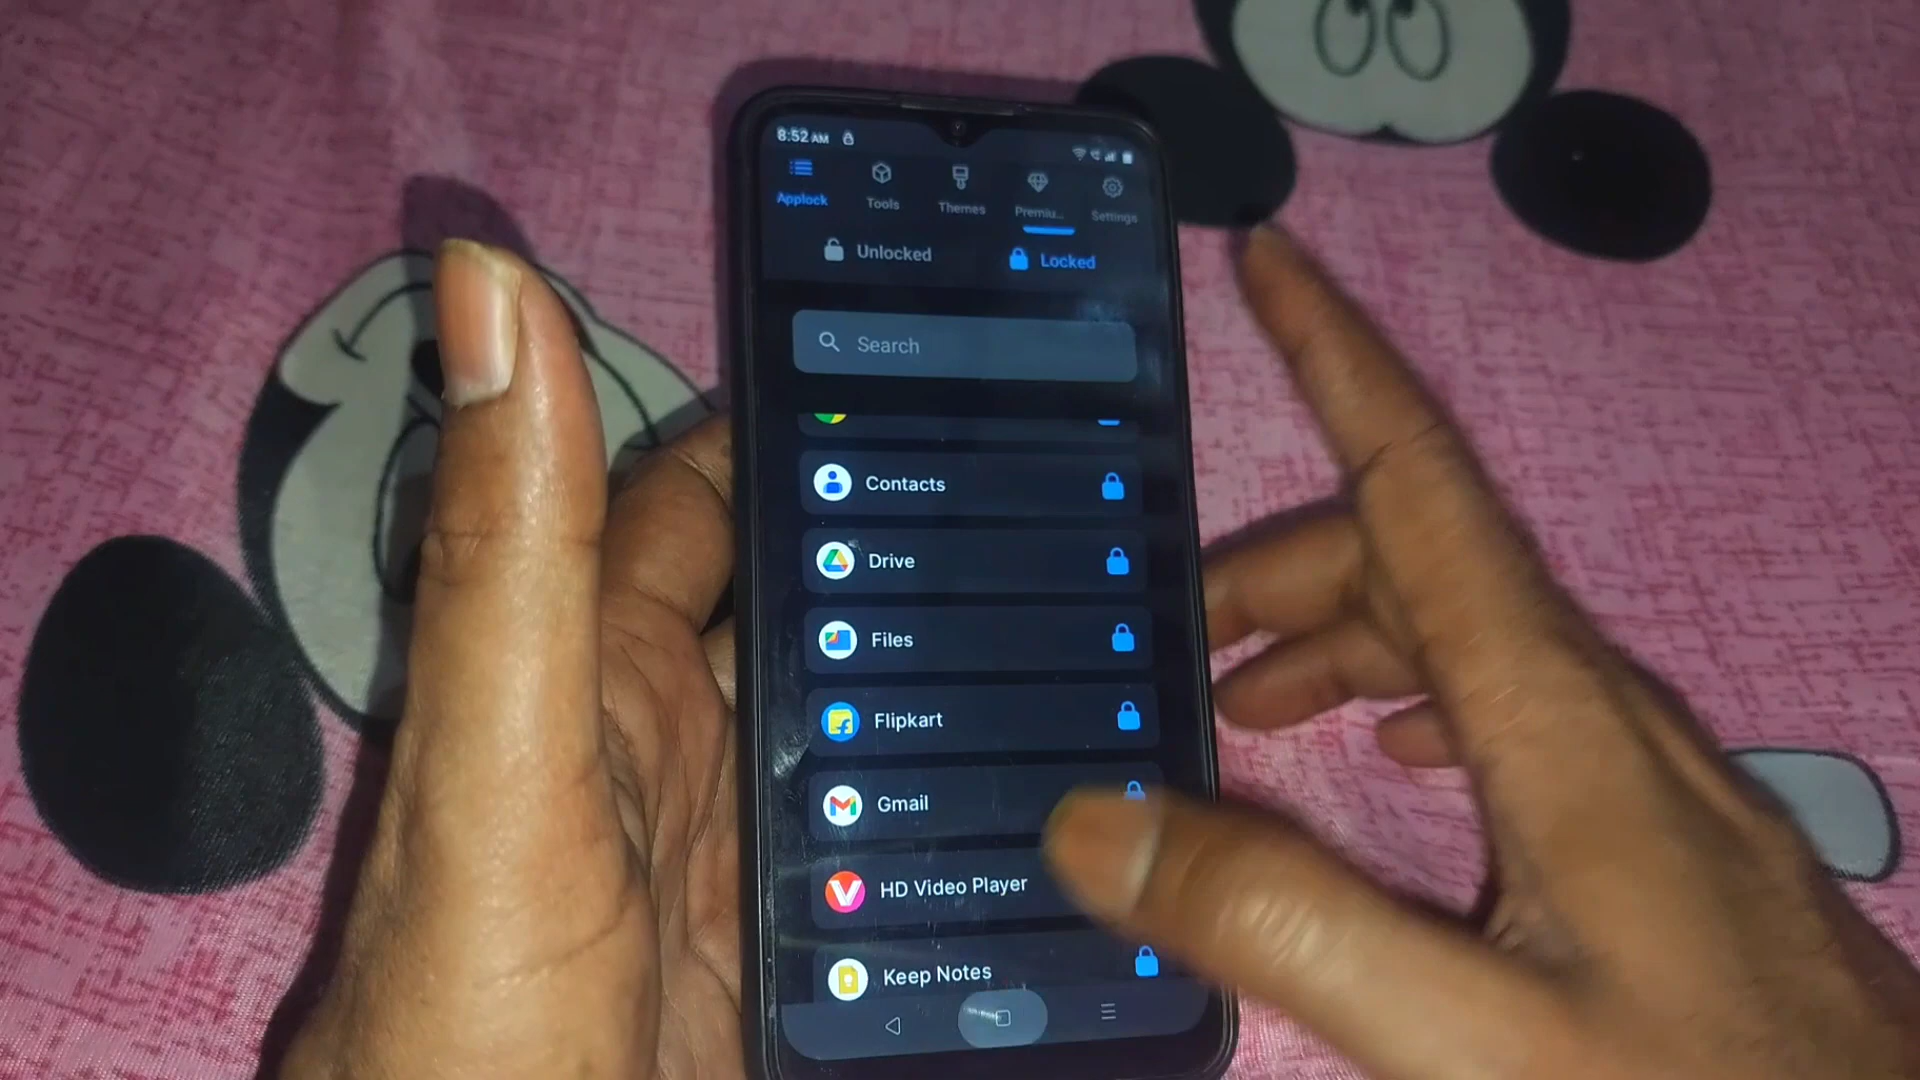 8:52 AM
Applock
Tools
Themes
Premiu...
Settings
Unlocked
Locked
Search
Contacts
Drive
Files
Flipkart
Gmail
HD Video Player
Keep Notes